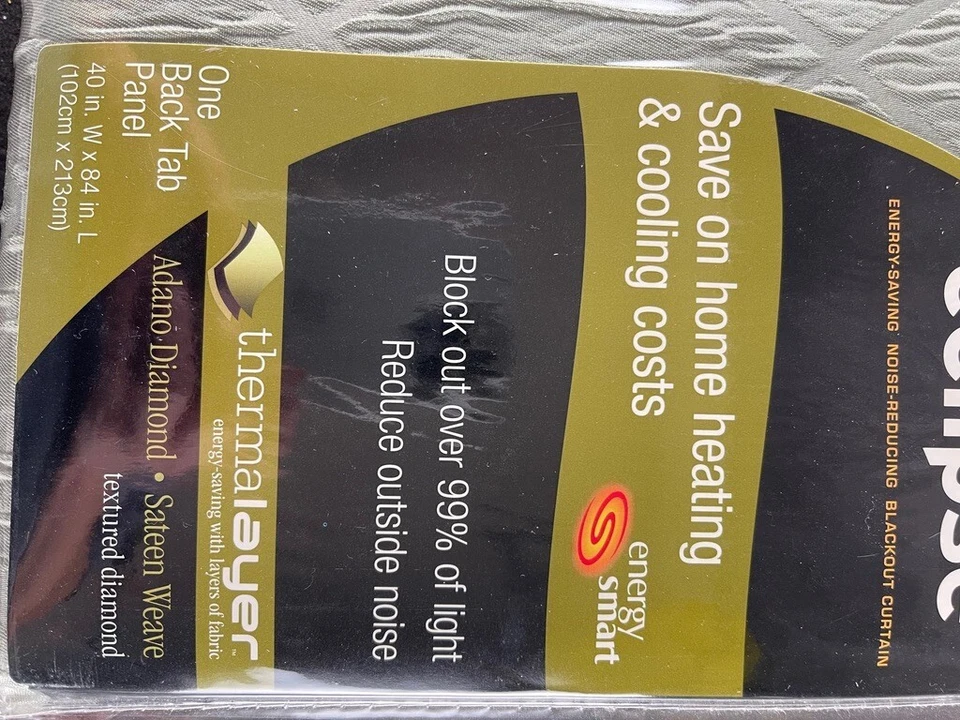 ENERGY-SAVING NOISE-REDUCING BLACKOUT CURTAIN
Save on home heating
& cooling costs
energy
smart
Block out over 99% of light
Reduce outside noise
thermalayer™
energy-saving with layers of fabric
One
Back Tab
Panel
40 in. W x 84 in. L
(102cm x 213cm)
Adano Diamond • Sateen Weave
textured diamond